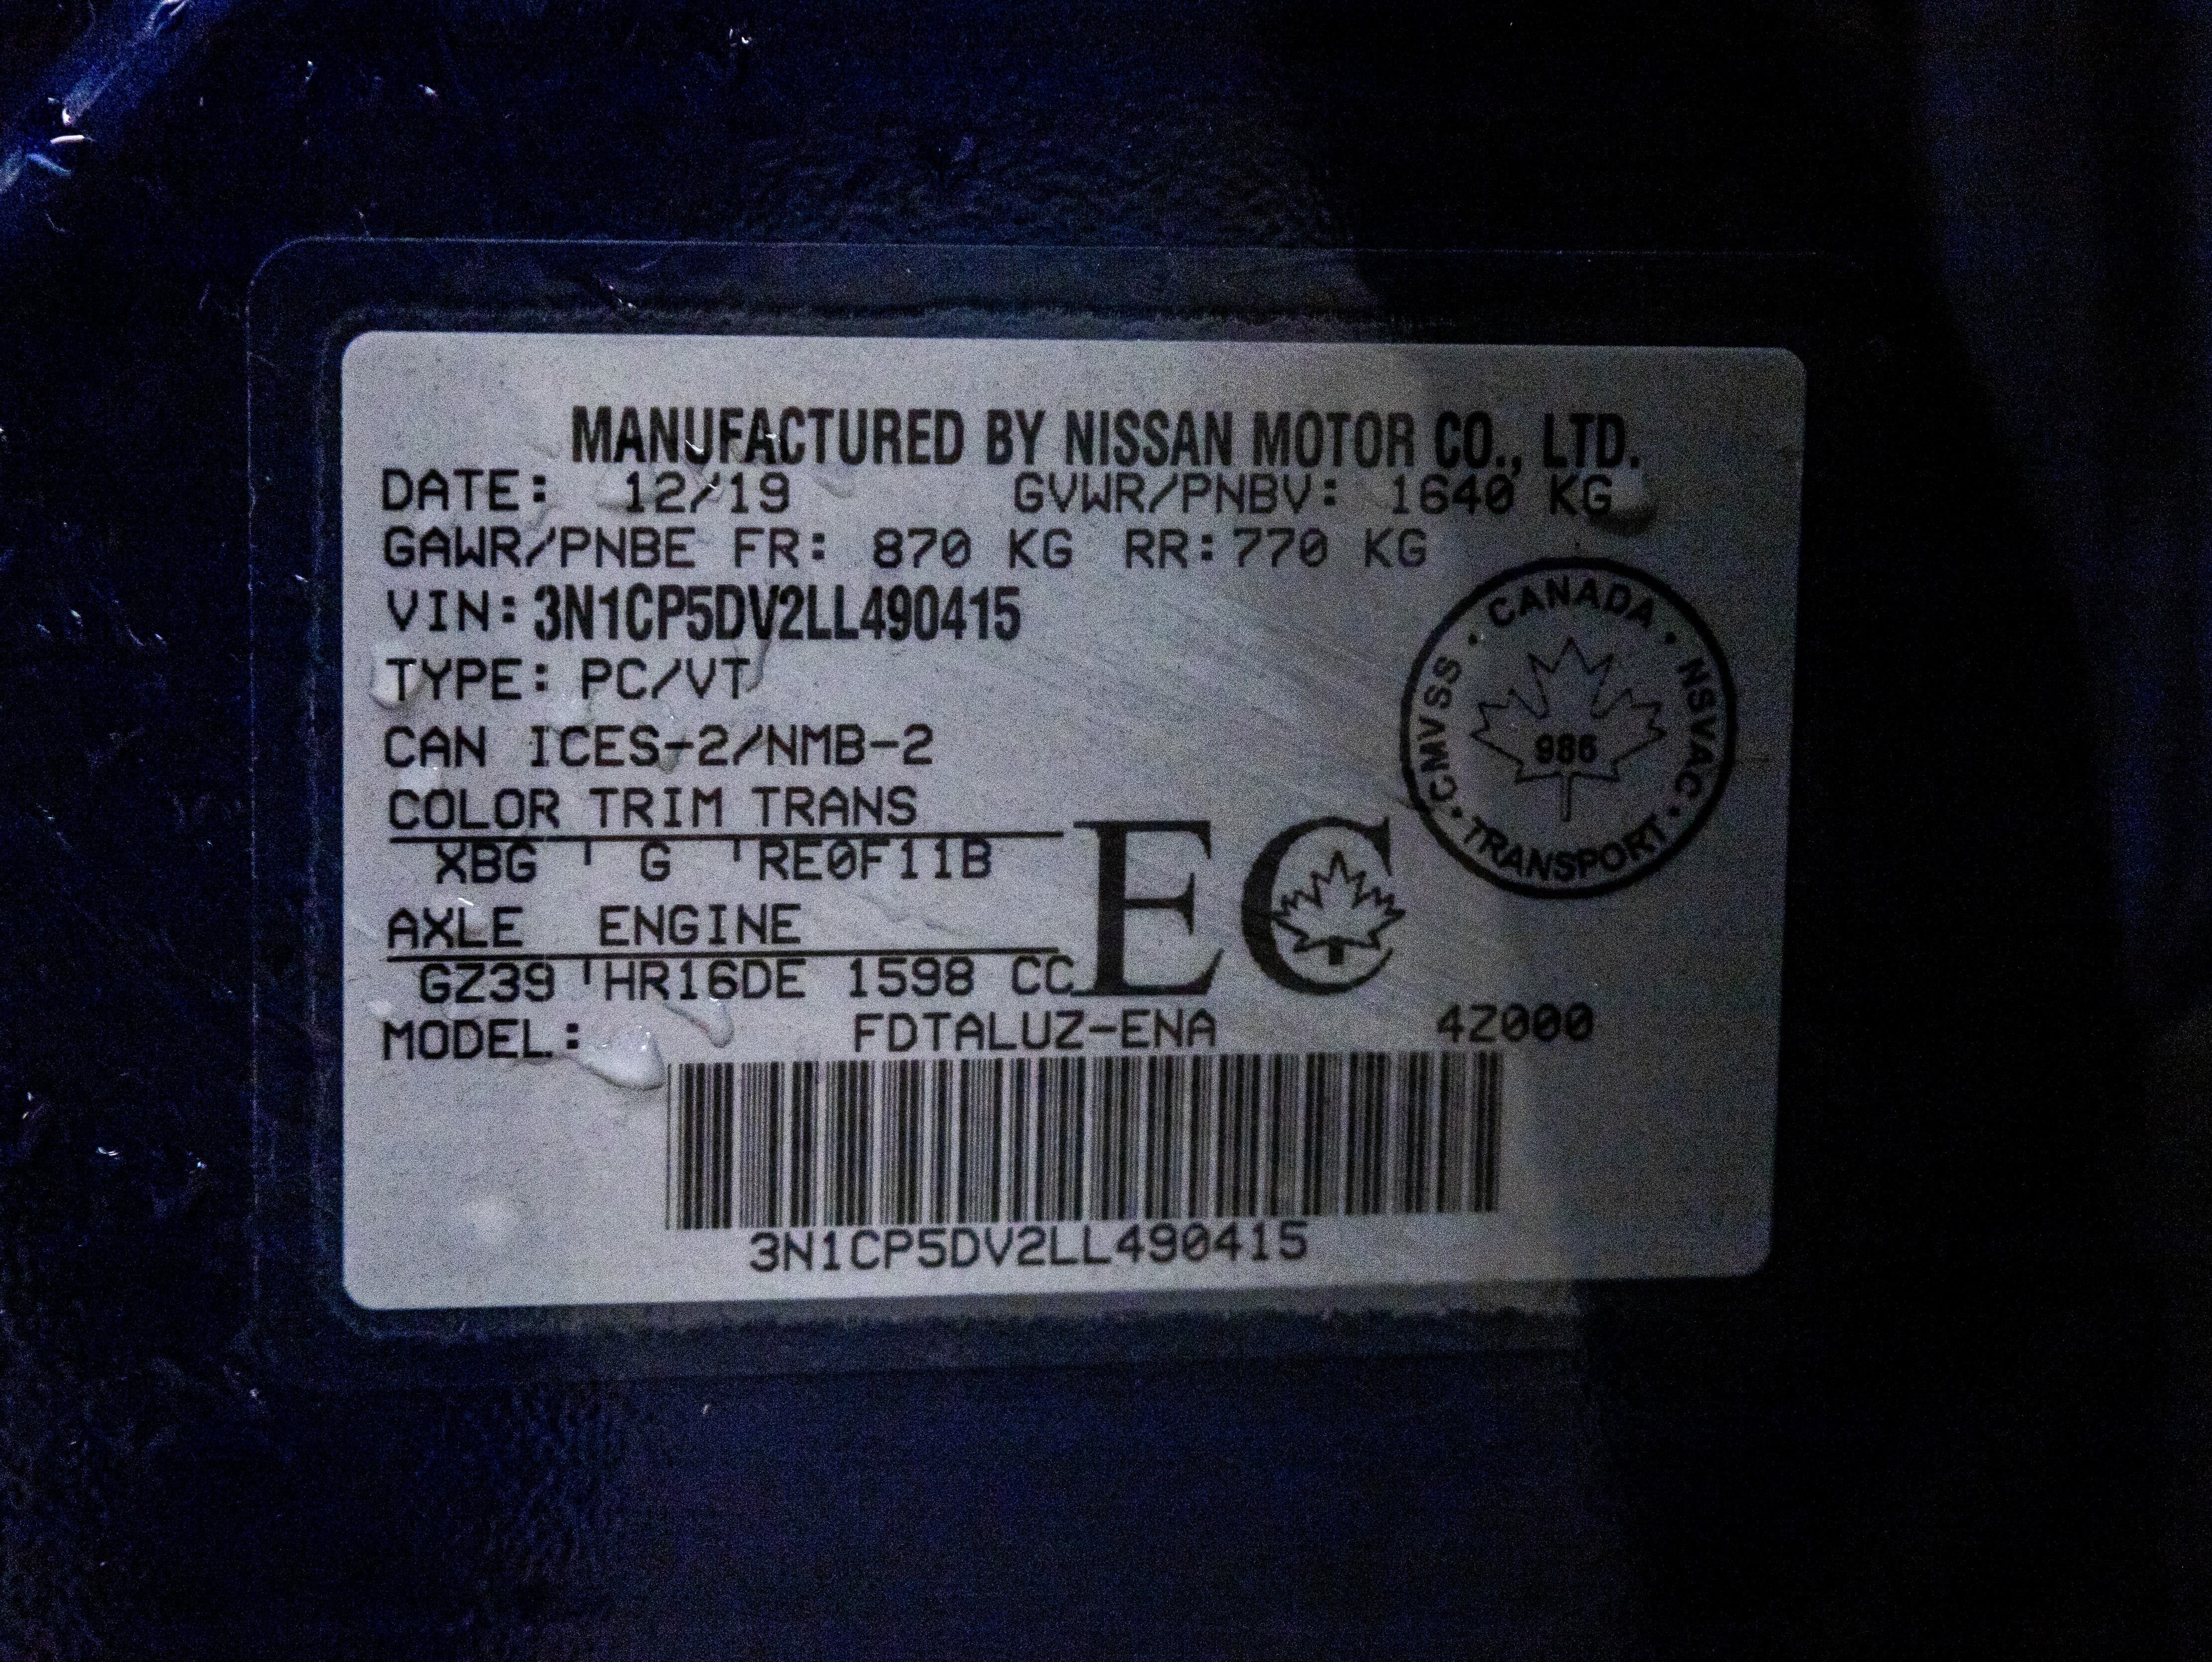 MANUFACTURED BY NISSAN MOTOR CO., LTD.
DATE: 12/19 GVWR/PNBV: 1640 KG
GAWR/PNBE FR: 870 KG RR:770 KG
VIN:3N1CP5DV2LL490415
TYPE: PC/VT
CAN ICES-2/NMB-2
COLOR TRIM TRANS
XBG G RE0F11B
AXLE ENGINE
GZ39 HR16DE 1598 CC
EC
CANADA · NSVAC · TRANSPORT · CMVSS ·
986
MODEL: FDTALUZ-ENA 4Z000
3N1CP5DV2LL490415